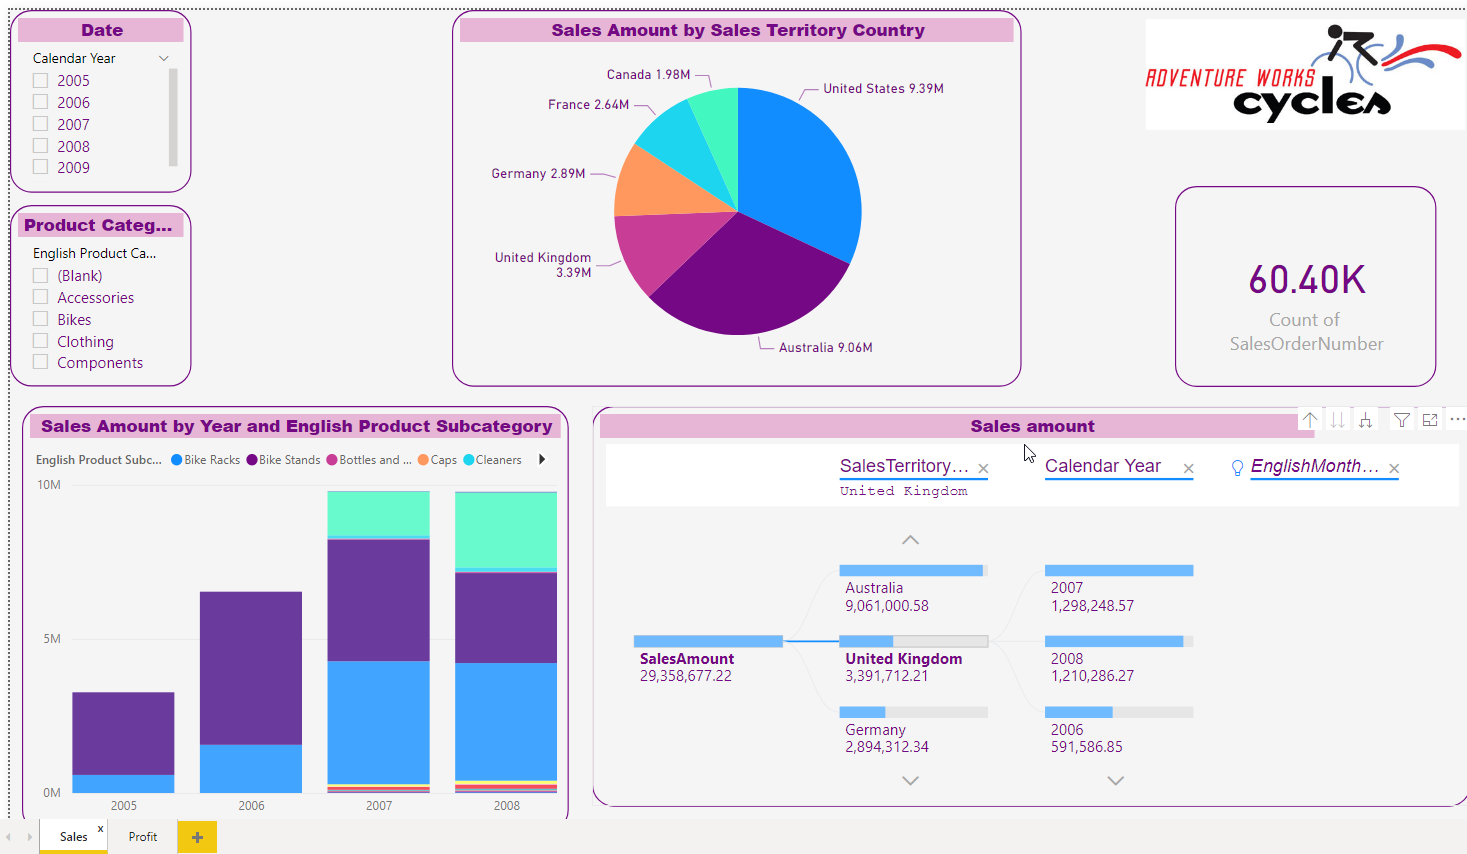 Date
Calendar Year
2005
2006
2007
2008
2009
Product Categ...
English Product Ca...
(Blank)
Accessories
Bikes
Clothing
Components
Sales Amount by Sales Territory Country
Canada 1.98M
United States 9.39M
France 2.64M
Germany 2.89M
United Kingdom
3.39M
Australia 9.06M
ADVENTURE WORKS
cycles
60.40K
Count of
SalesOrderNumber
Sales Amount by Year and English Product Subcategory
English Product Subc... Bike Racks Bike Stands Bottles and ... Caps Cleaners
10M
5M
0M
2005 2006 2007 2008
Sales amount
SalesTerritory... Calendar Year EnglishMonth...
United Kingdom
Australia
9,061,000.58
2007
1,298,248.57
SalesAmount
29,358,677.22
United Kingdom
3,391,712.21
2008
1,210,286.27
Germany
2,894,312.34
2006
591,586.85
Sales x Profit +